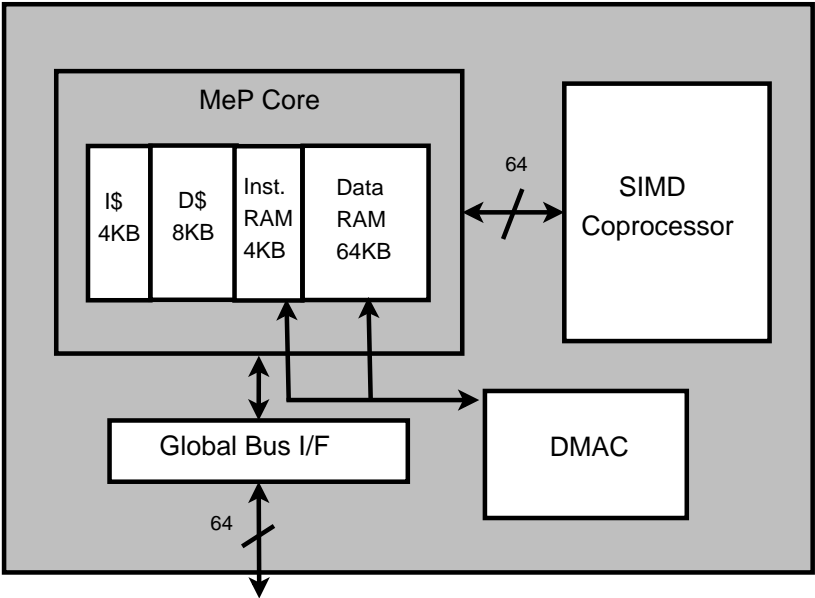 MeP Core
I$
4KB
D$
8KB
Inst.
RAM
4KB
Data
RAM
64KB
64
SIMD
Coprocessor
Global Bus I/F
DMAC
64